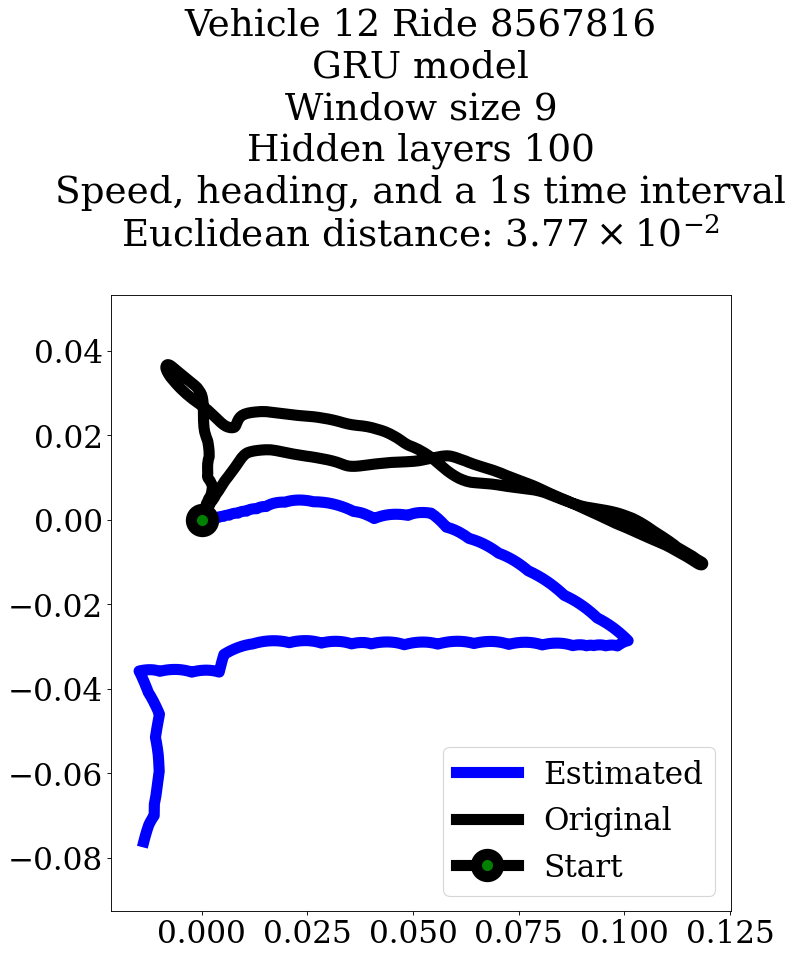 Vehicle 12 Ride 8567816
GRU model
Window size 9
Hidden layers 100
Speed, heading, and a 1s time interval
Euclidean distance: 3.77 × 10⁻²
0.04
0.02
0.00
−0.02
−0.04
−0.06
−0.08
Estimated
Original
Start
0.000 0.025 0.050 0.075 0.100 0.125